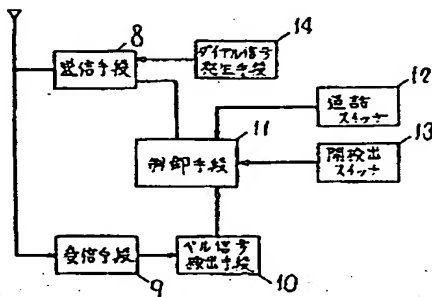 8
送信手段
14
ダイアル信号
発生手段
12
通話
スイッチ
11
制御手段
13
開検出
スイッチ
受信手段
9
ベル信号
検出手段
10